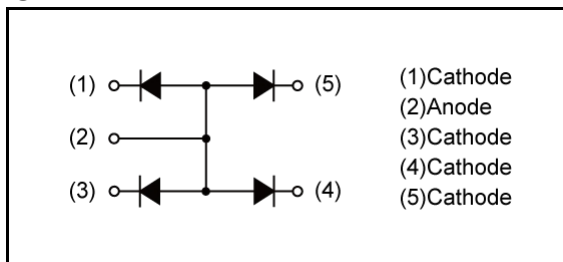 (1)
(5)
(2)
(3)
(4)
(1)Cathode
(2)Anode
(3)Cathode
(4)Cathode
(5)Cathode